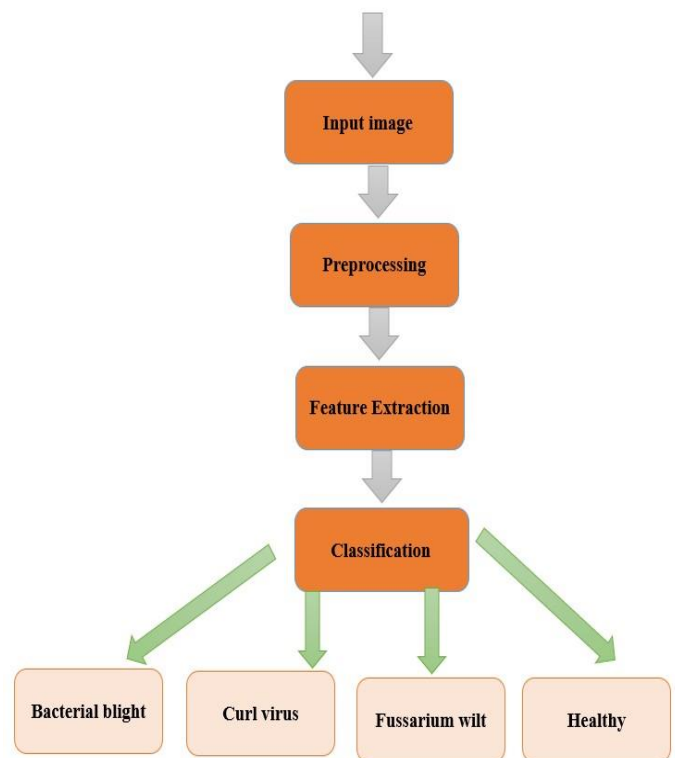 Input image
Preprocessing
Feature Extraction
Classification
Bacterial blight
Curl virus
Fussarium wilt
Healthy